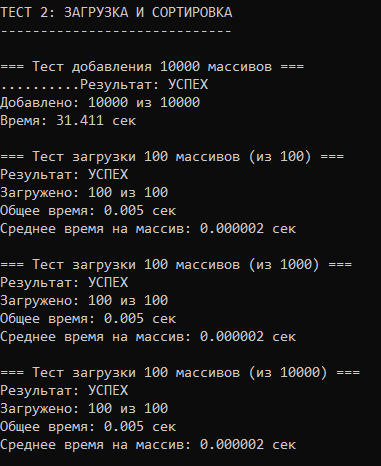 ТЕСТ 2: ЗАГРУЗКА И СОРТИРОВКА
-----------------------------
=== Тест добавления 10000 массивов ===
..........Результат: УСПЕХ
Добавлено: 10000 из 10000
Время: 31.411 сек
=== Тест загрузки 100 массивов (из 100) ===
Результат: УСПЕХ
Загружено: 100 из 100
Общее время: 0.005 сек
Среднее время на массив: 0.000002 сек
=== Тест загрузки 100 массивов (из 1000) ===
Результат: УСПЕХ
Загружено: 100 из 100
Общее время: 0.005 сек
Среднее время на массив: 0.000002 сек
=== Тест загрузки 100 массивов (из 10000) ===
Результат: УСПЕХ
Загружено: 100 из 100
Общее время: 0.005 сек
Среднее время на массив: 0.000002 сек